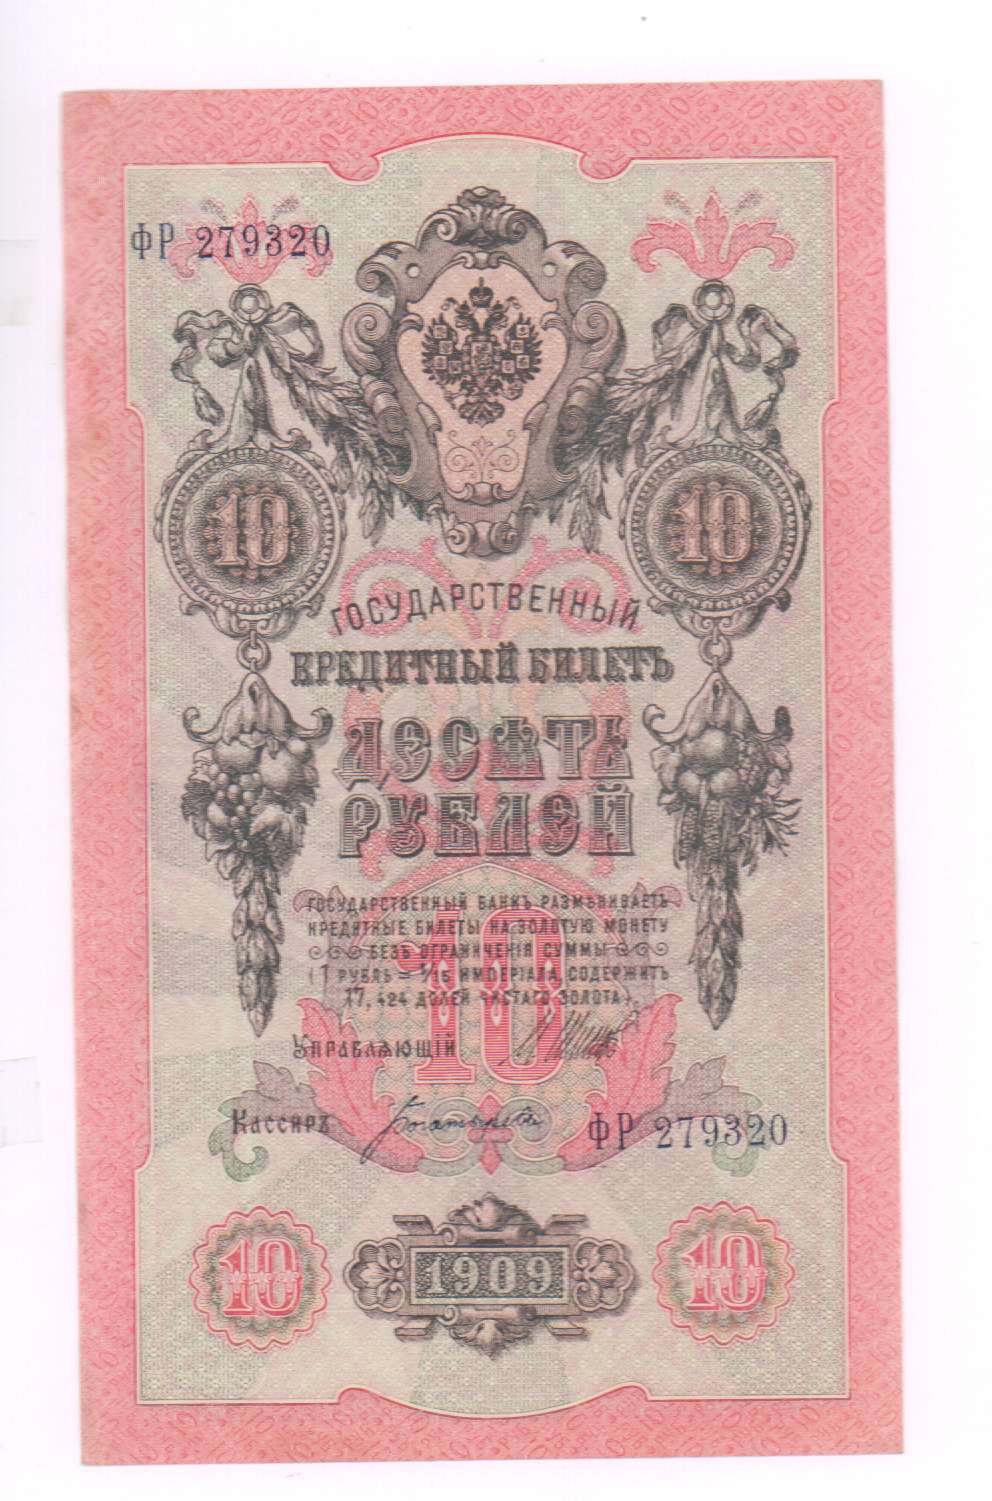 ФР 279320
10 10
ГОСУДАРСТВЕННЫЙ
КРЕДИТНЫЙ БИЛЕТЪ
ДЕСЯТЬ
РУБЛЕЙ
ГОСУДАРСТВЕННЫЙ БАНКЪ РАЗМѢНИВАЕТЪ
КРЕДИТНЫЕ БИЛЕТЫ НА ЗОЛОТУЮ МОНЕТУ
БЕЗЪ ОГРАНИЧЕНІЯ СУММЫ
(1 РУБЛЬ = 1/15 ИМПЕРІАЛА, СОДЕРЖИТЪ
17,424 ДОЛЕЙ ЧИСТАГО ЗОЛОТА).
10
УПРАВЛЯЮЩІЙ
Кассиръ
ФР 279320
10 1909 10